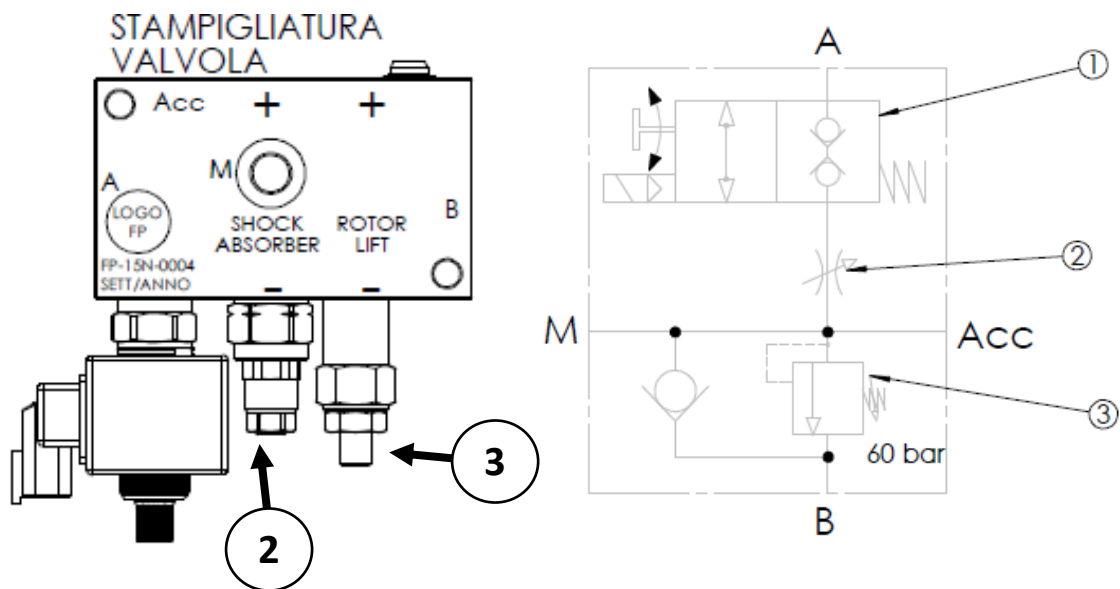 STAMPIGLIATURA
VALVOLA
Acc + +
M
A
LOGO
FP
SHOCK
ABSORBER
ROTOR
LIFT
B
FP-15N-0004
SETT/ANNO
- -
2
3
A
1
2
M
Acc
3
60 bar
B